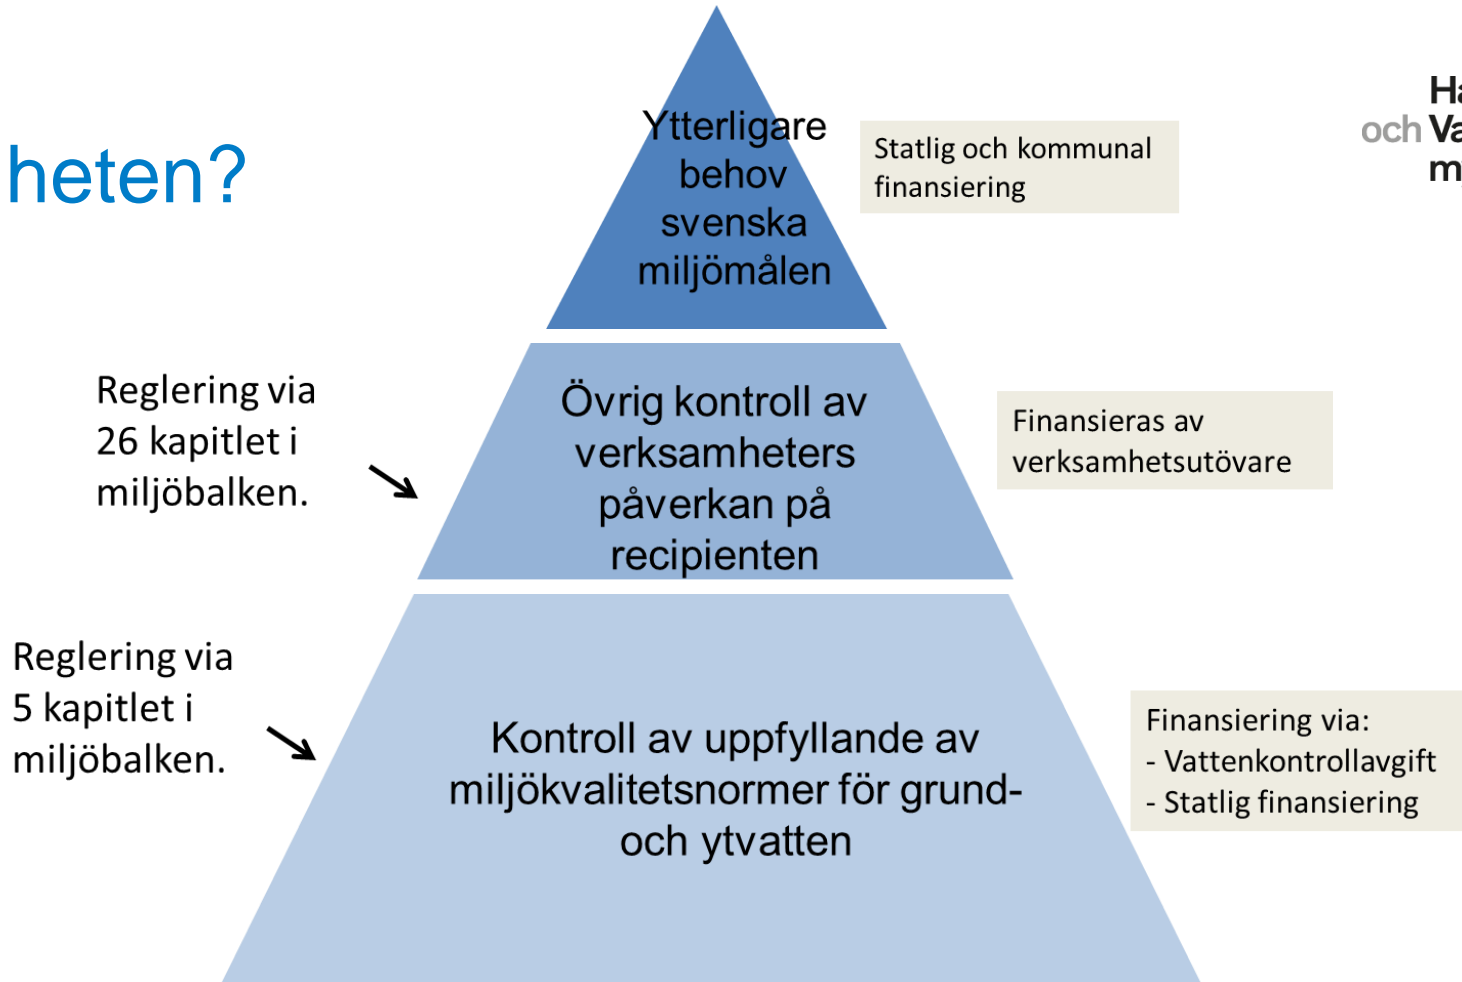 heten?
och
Ytterligare
behov
svenska
miljömålen
Statlig och kommunal
finansiering
Reglering via
26 kapitlet i
miljöbalken.
Övrig kontroll av
verksamheters
påverkan på
recipienten
Finansieras av
verksamhetsutövare
Reglering via
5 kapitlet i
miljöbalken.
Kontroll av uppfyllande av
miljökvalitetsnormer för grund-
och ytvatten
Finansiering via:
- Vattenkontrollavgift
- Statlig finansiering